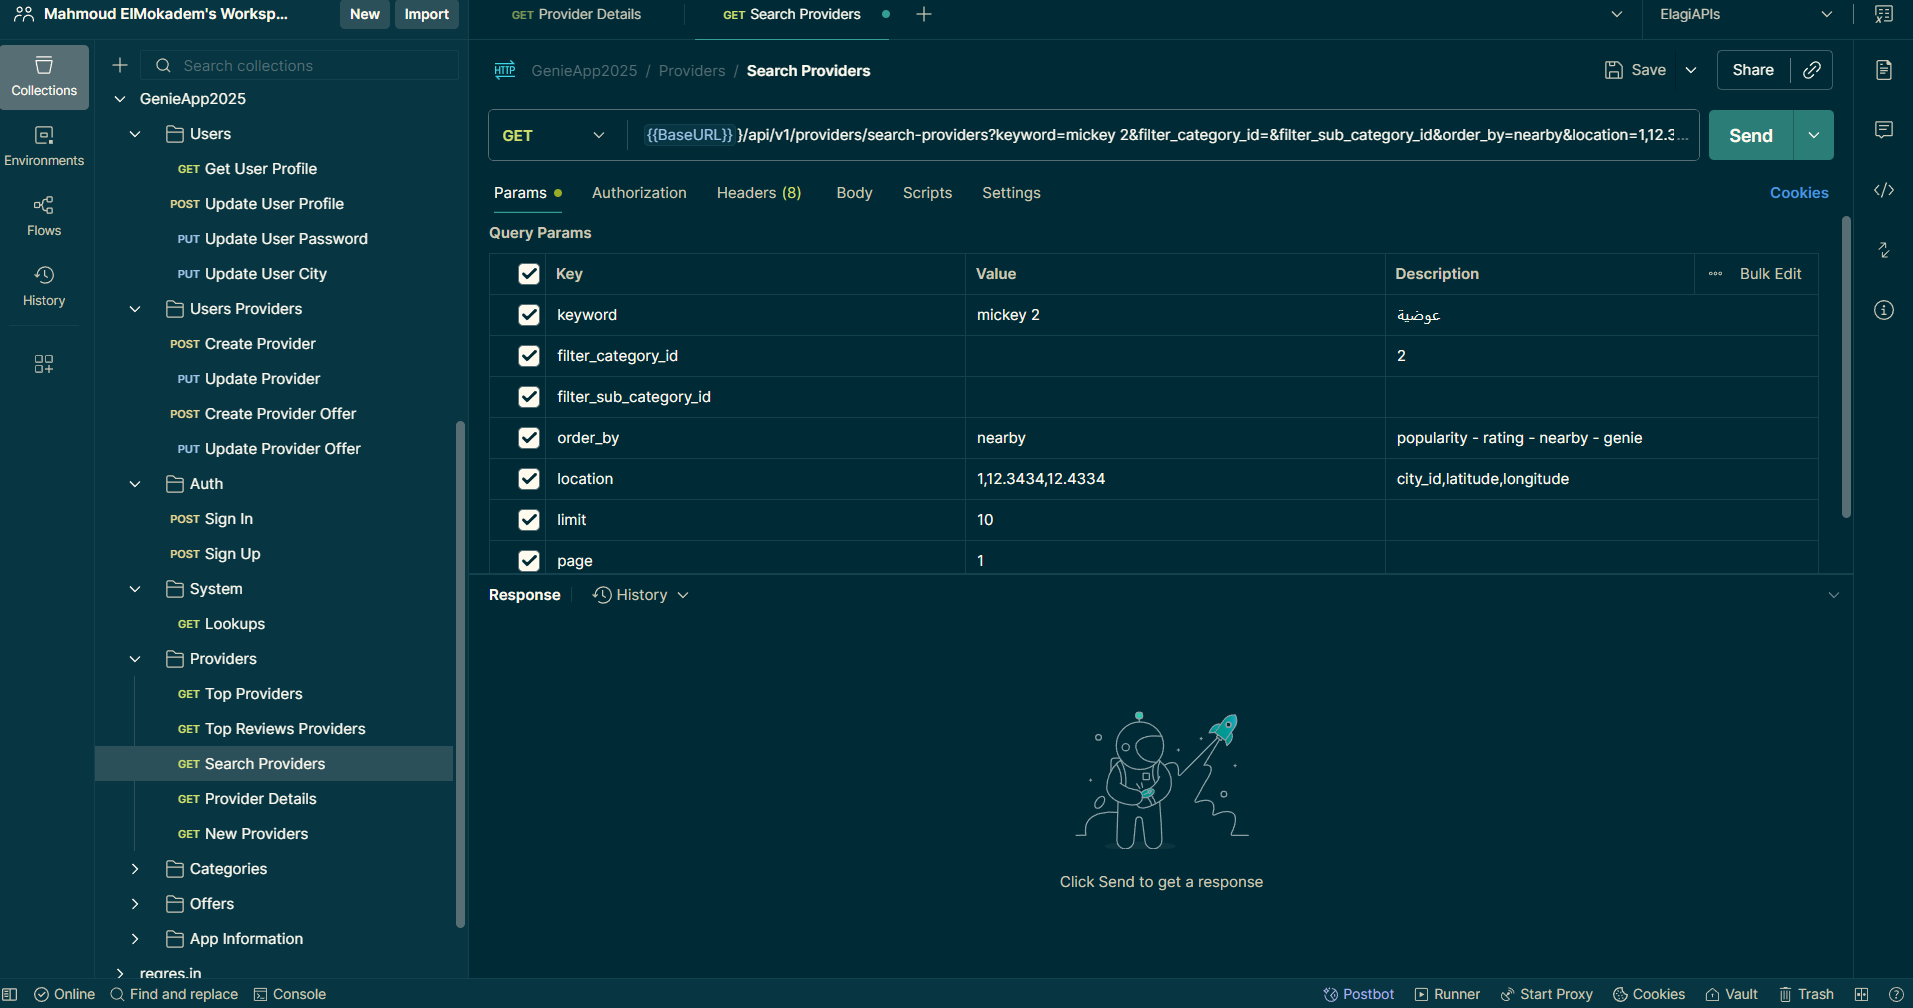 Mahmoud ElMokadem's Worksp...
New
Import
GET Provider Details
GET Search Providers
ElagiAPIs
Collections
Environments
Flows
History
Search collections
GenieApp2025
Users
GET Get User Profile
POST Update User Profile
PUT Update User Password
PUT Update User City
Users Providers
POST Create Provider
PUT Update Provider
POST Create Provider Offer
PUT Update Provider Offer
Auth
POST Sign In
POST Sign Up
System
GET Lookups
Providers
GET Top Providers
GET Top Reviews Providers
GET Search Providers
GET Provider Details
GET New Providers
Categories
Offers
App Information
reqres.in
HTTP GenieApp2025 / Providers / Search Providers
Save
Share
GET
{{BaseURL}}}/api/v1/providers/search-providers?keyword=mickey 2&filter_category_id=&filter_sub_category_id&order_by=nearby&location=1,12.3...
Send
Params
Authorization
Headers (8)
Body
Scripts
Settings
Cookies
Query Params
Key Value Description Bulk Edit
keyword mickey 2 عوضية
filter_category_id 2
filter_sub_category_id
order_by nearby popularity - rating - nearby - genie
location 1,12.3434,12.4334 city_id,latitude,longitude
limit 10
page 1
Response
History
Click Send to get a response
Online
Find and replace
Console
Postbot
Runner
Start Proxy
Cookies
Vault
Trash